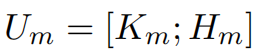 U_m = [K_m; H_m]